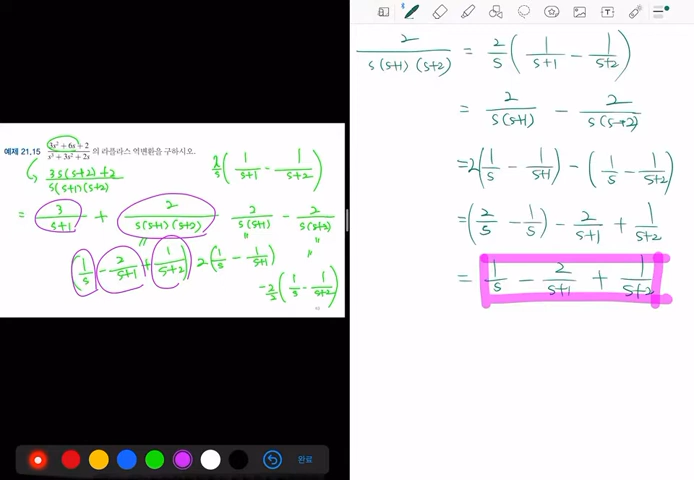 예제 21.15 3s² + 6s + 2 / s³ + 3s² + 2s 의 라플라스 역변환을 구하시오.
3s(s+2)+2 / s(s+1)(s+2)
2/s ( 1/s+1 - 1/s+2 )
= 3/s+1 + 2/s(s+1)(s+2) 2/s(s+1) - 2/s(s+2)
( 1/s - 2/s+1 + 1/s+2 ) 2( 1/s - 1/s+1 )
- 2/2 ( 1/s - 1/s+2 )
완료
2/s(s+1)(s+2) = 2/s ( 1/s+1 - 1/s+2 )
= 2/s(s+1) - 2/s(s+2)
= 2( 1/s - 1/s+1 ) - ( 1/s - 1/s+2 )
= ( 2/s - 1/s ) - 2/s+1 + 1/s+2
= 1/s - 2/s+1 + 1/s+2